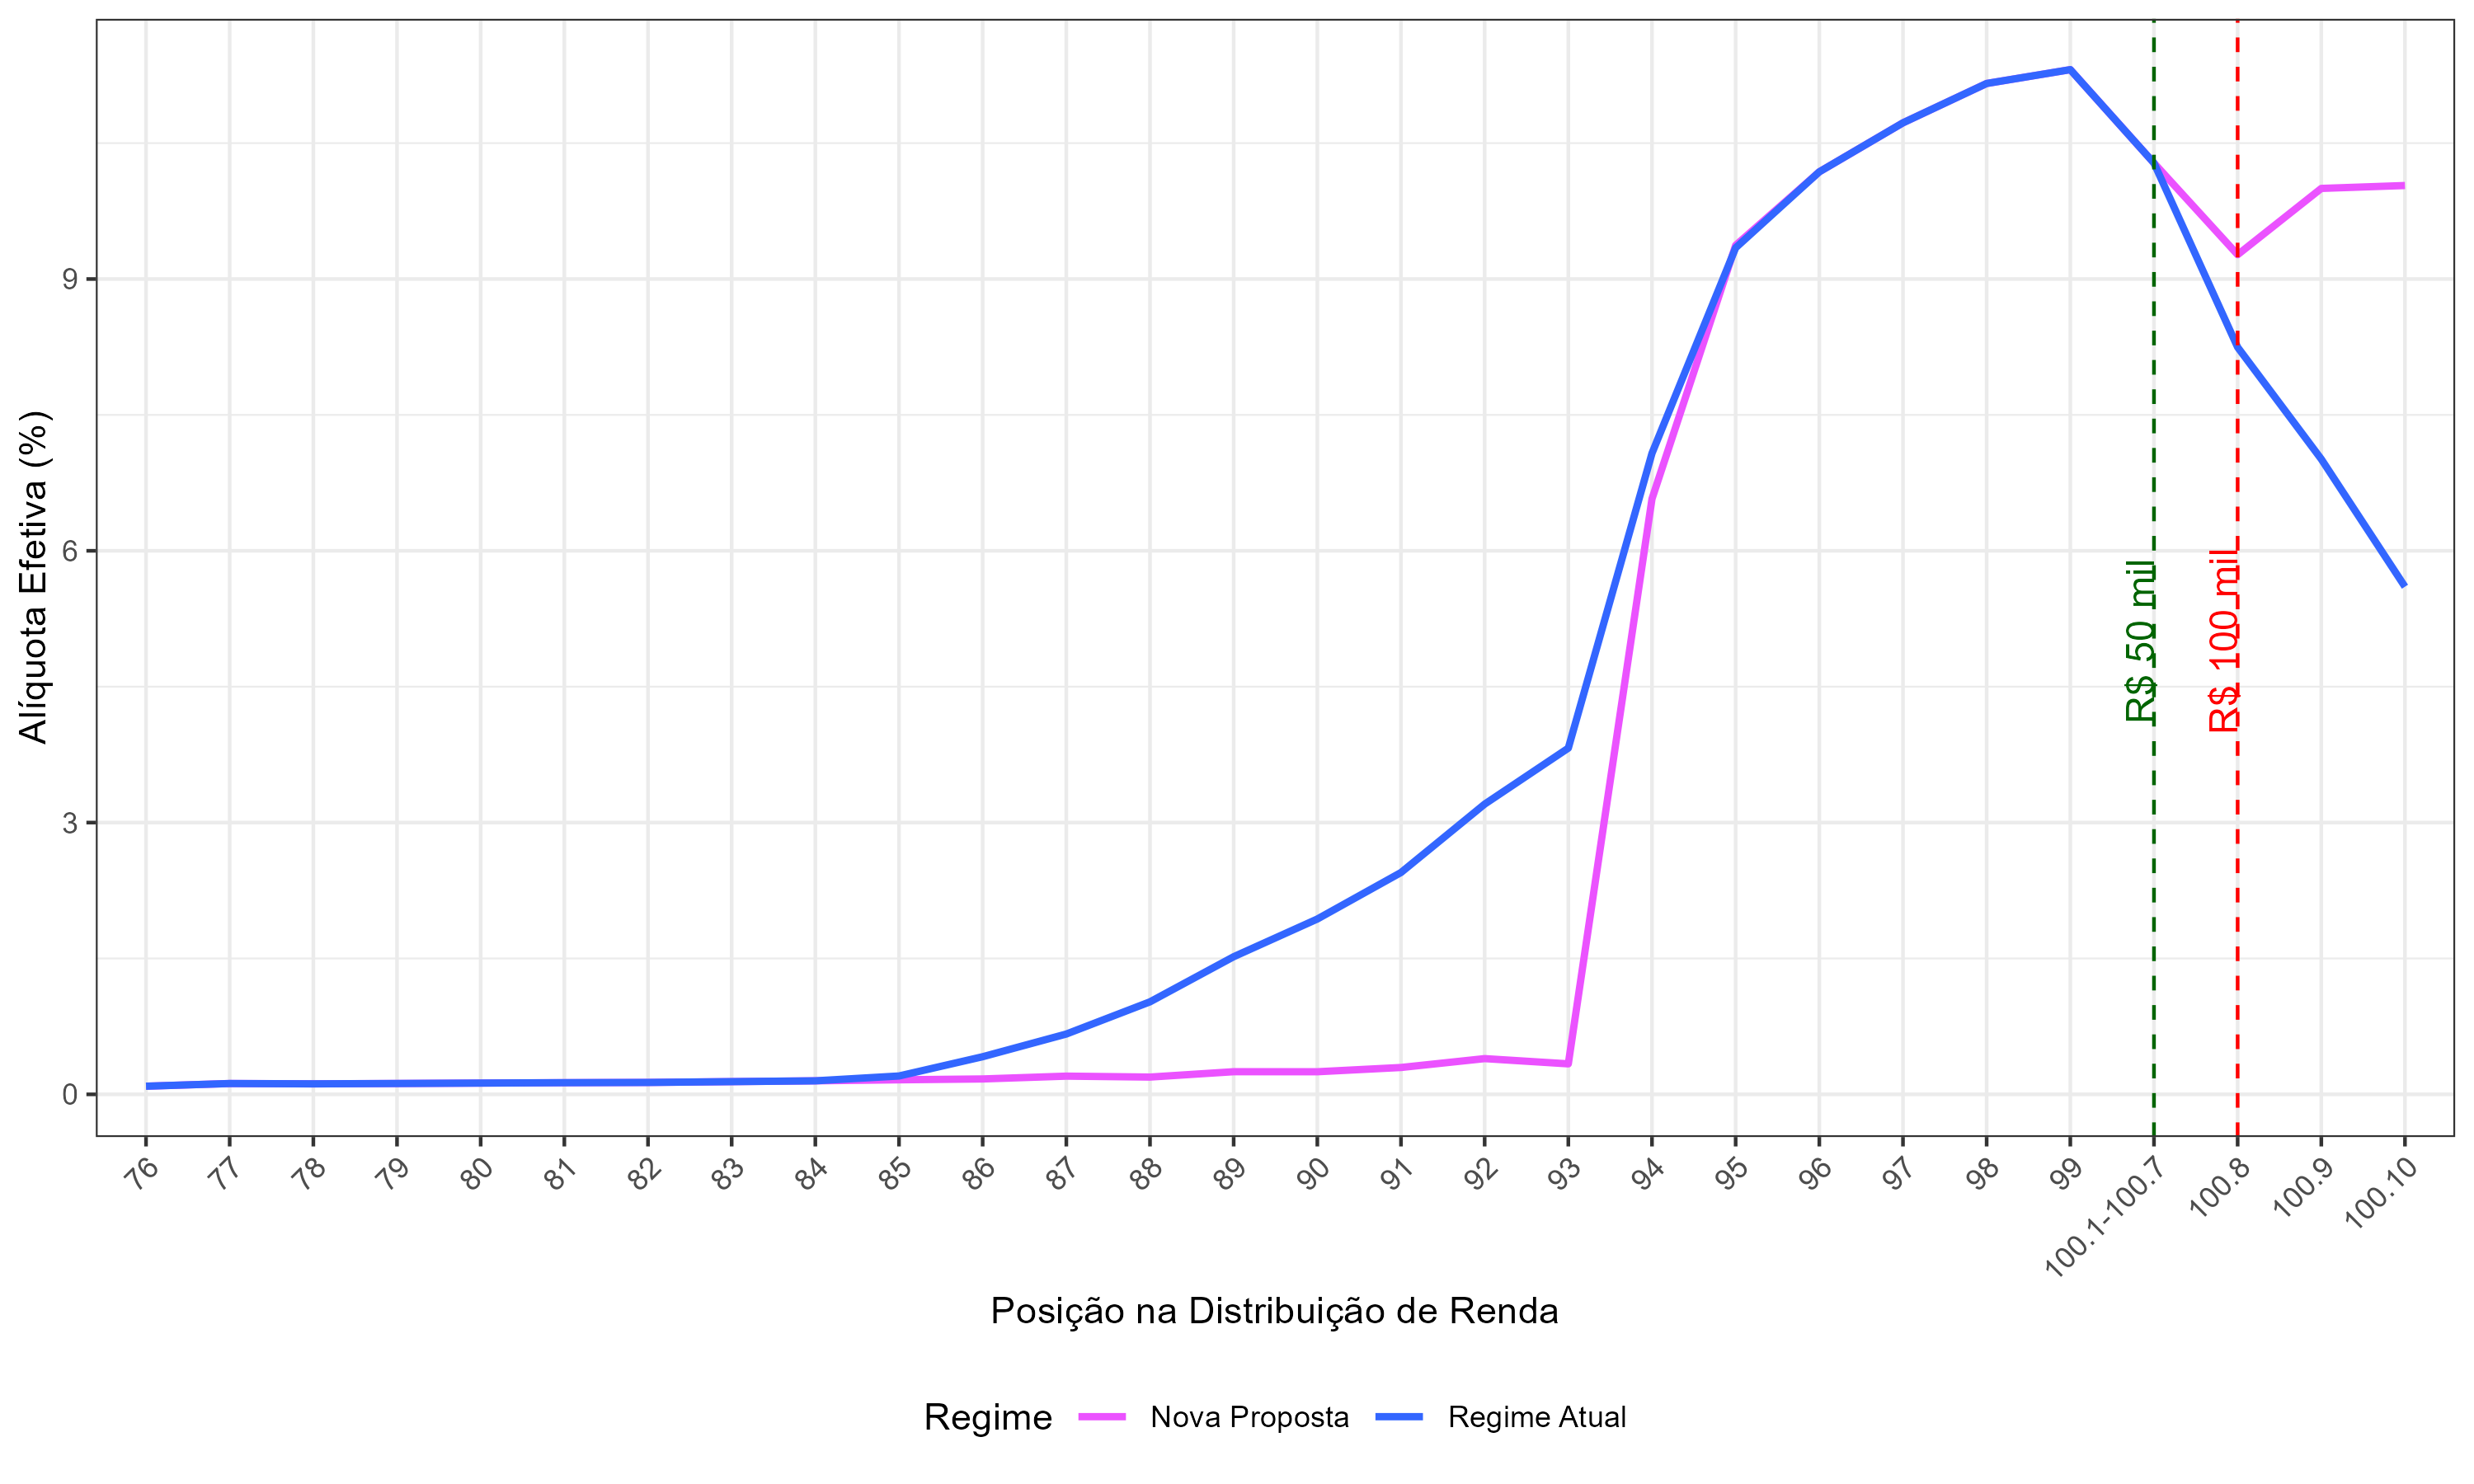 Alíquota Efetiva (%)
9
6
3
0
R$ 50 mil
R$ 100 mil
76 77 78 79 80 81 82 83 84 85 86 87 88 89 90 91 92 93 94 95 96 97 98 99 100.1-100.7 100.8 100.9 100.10
Posição na Distribuição de Renda
Regime Nova Proposta Regime Atual